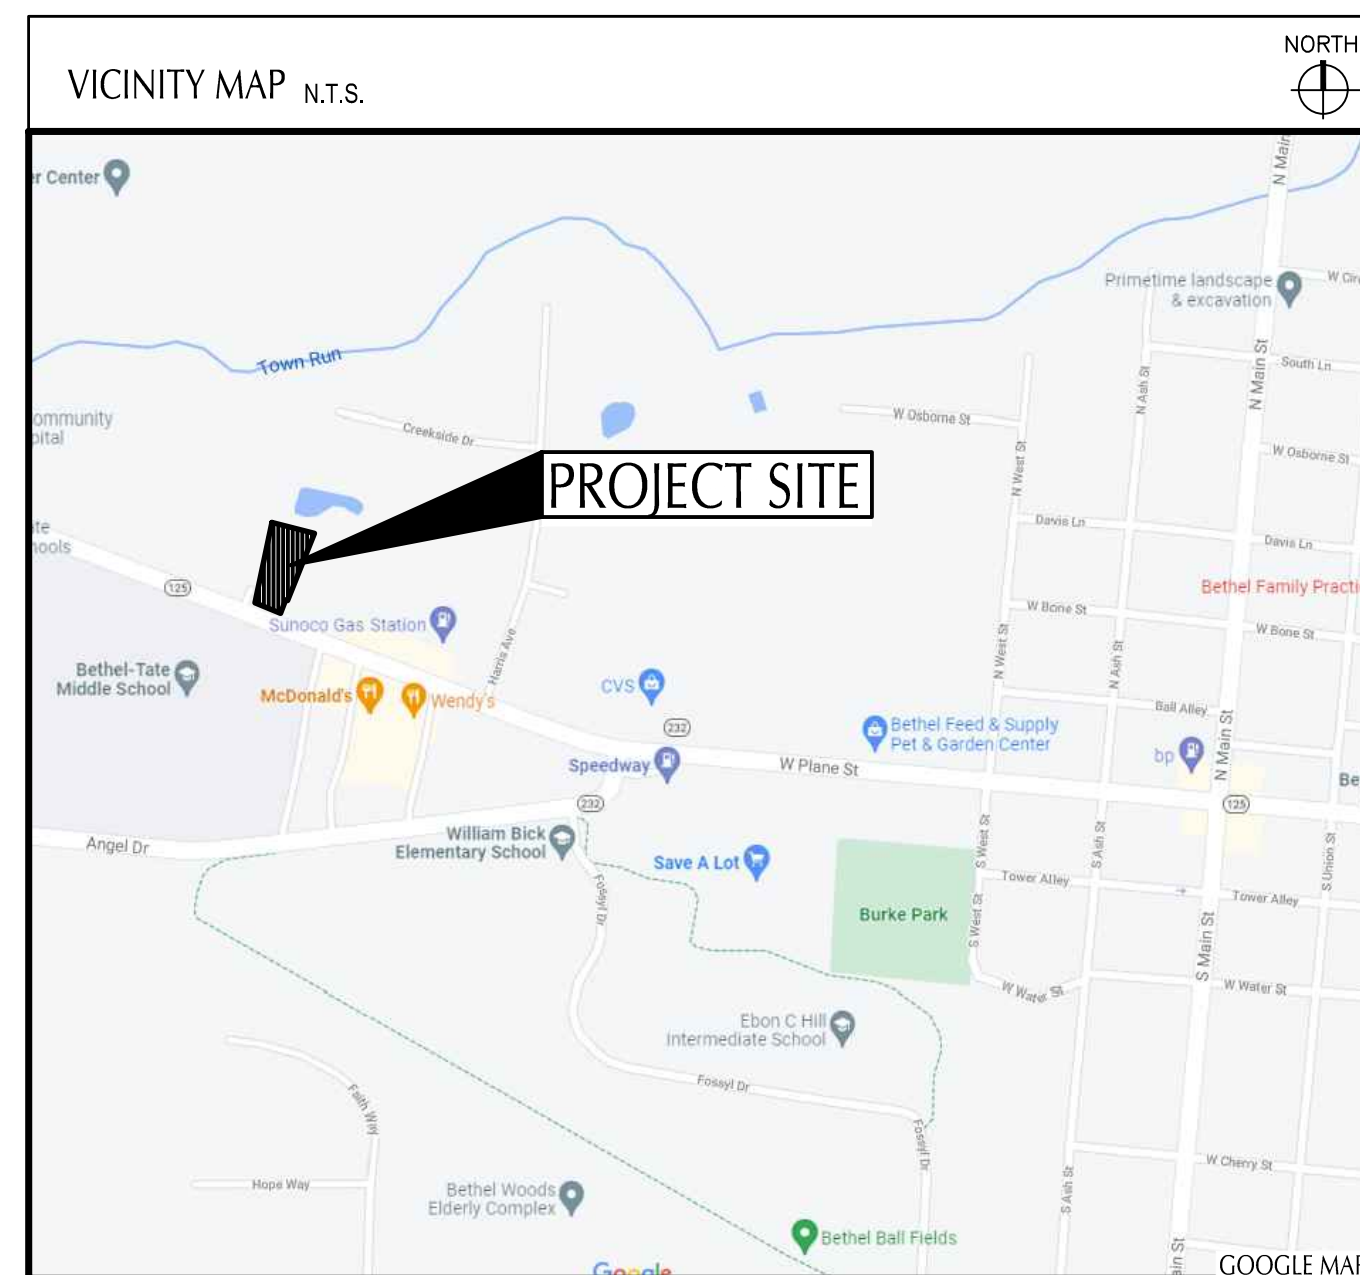 NORTH
VICINITY MAP N.T.S.
N Main
er Center
Primetime landscape
& excavation
W Cir
Town Run
N Main St
South Ln
N Ash St
ommunity
pital
Creekside Dr
W Osborne St
W Osborne St
N West St
PROJECT SITE
te
hools
Davis Ln
Davis Ln
125
Bethel Family Practi
W Bone St
W Bone St
Sunoco Gas Station
Harris Ave
N West St
N Ash St
Bethel-Tate
Middle School
McDonald's
Wendy's
CVS
232
Ball Alley
Bethel Feed & Supply
Pet & Garden Center
N Main St
bp
Speedway
W Plane St
Be
232
125
Angel Dr
William Bick
Elementary School
Save A Lot
S West St
S Ash St
S Union St
Fossyl Dr
Tower Alley
Tower Alley
Burke Park
S West St
S Main St
W Water St
W Water St
Ebon C Hill
Intermediate School
Fossyl Dr
Faith Way
Fossyl Dr
W Cherry St
Hope Way
Bethel Woods
Elderly Complex
S Ash St
Bethel Ball Fields
ain St
Google
GOOGLE MAP